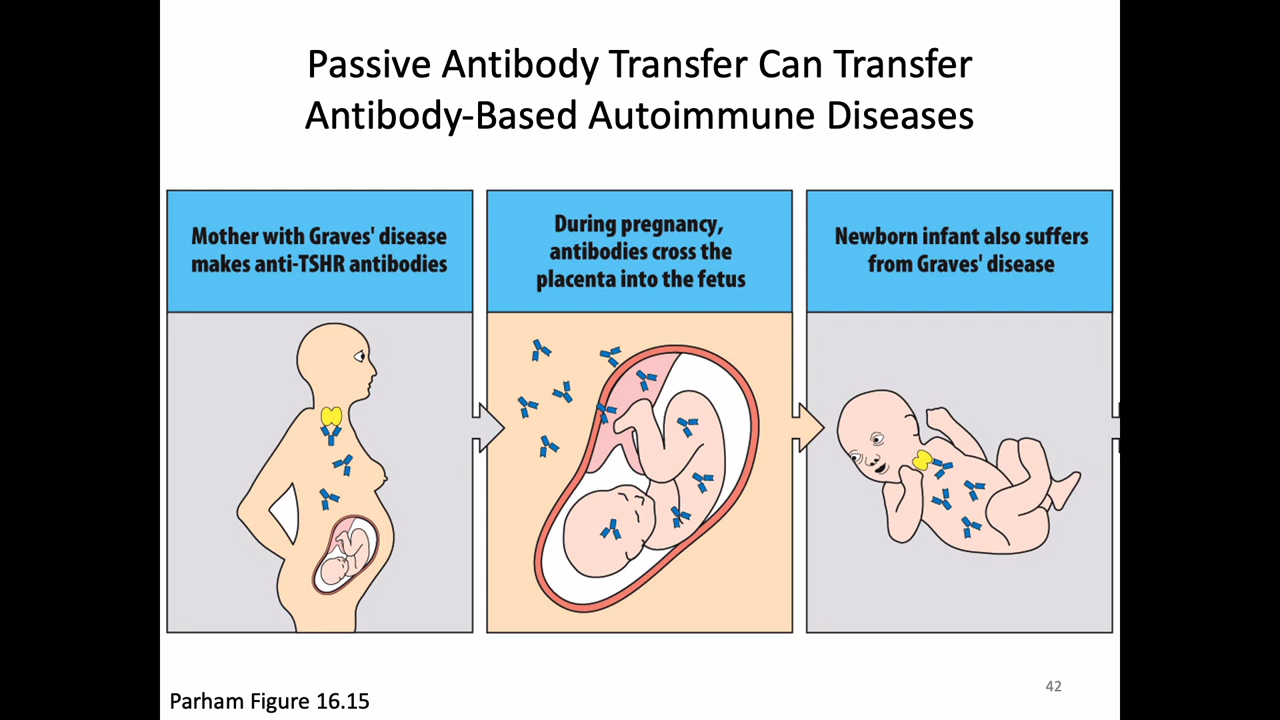 Passive Antibody Transfer Can Transfer
Antibody-Based Autoimmune Diseases
Mother with Graves' disease
makes anti-TSHR antibodies
During pregnancy,
antibodies cross the
placenta into the fetus
Newborn infant also suffers
from Graves' disease
Parham Figure 16.15
42